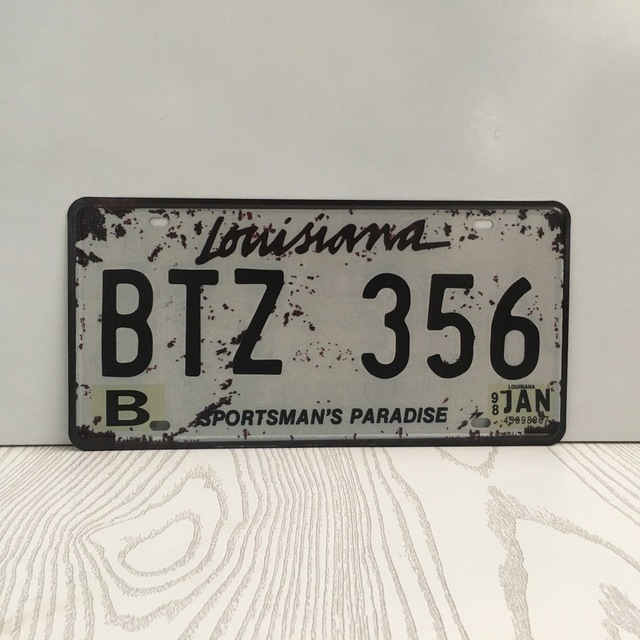 Louisiana
BTZ 356
B
SPORTSMAN'S PARADISE
LOUISIANA
98 JAN